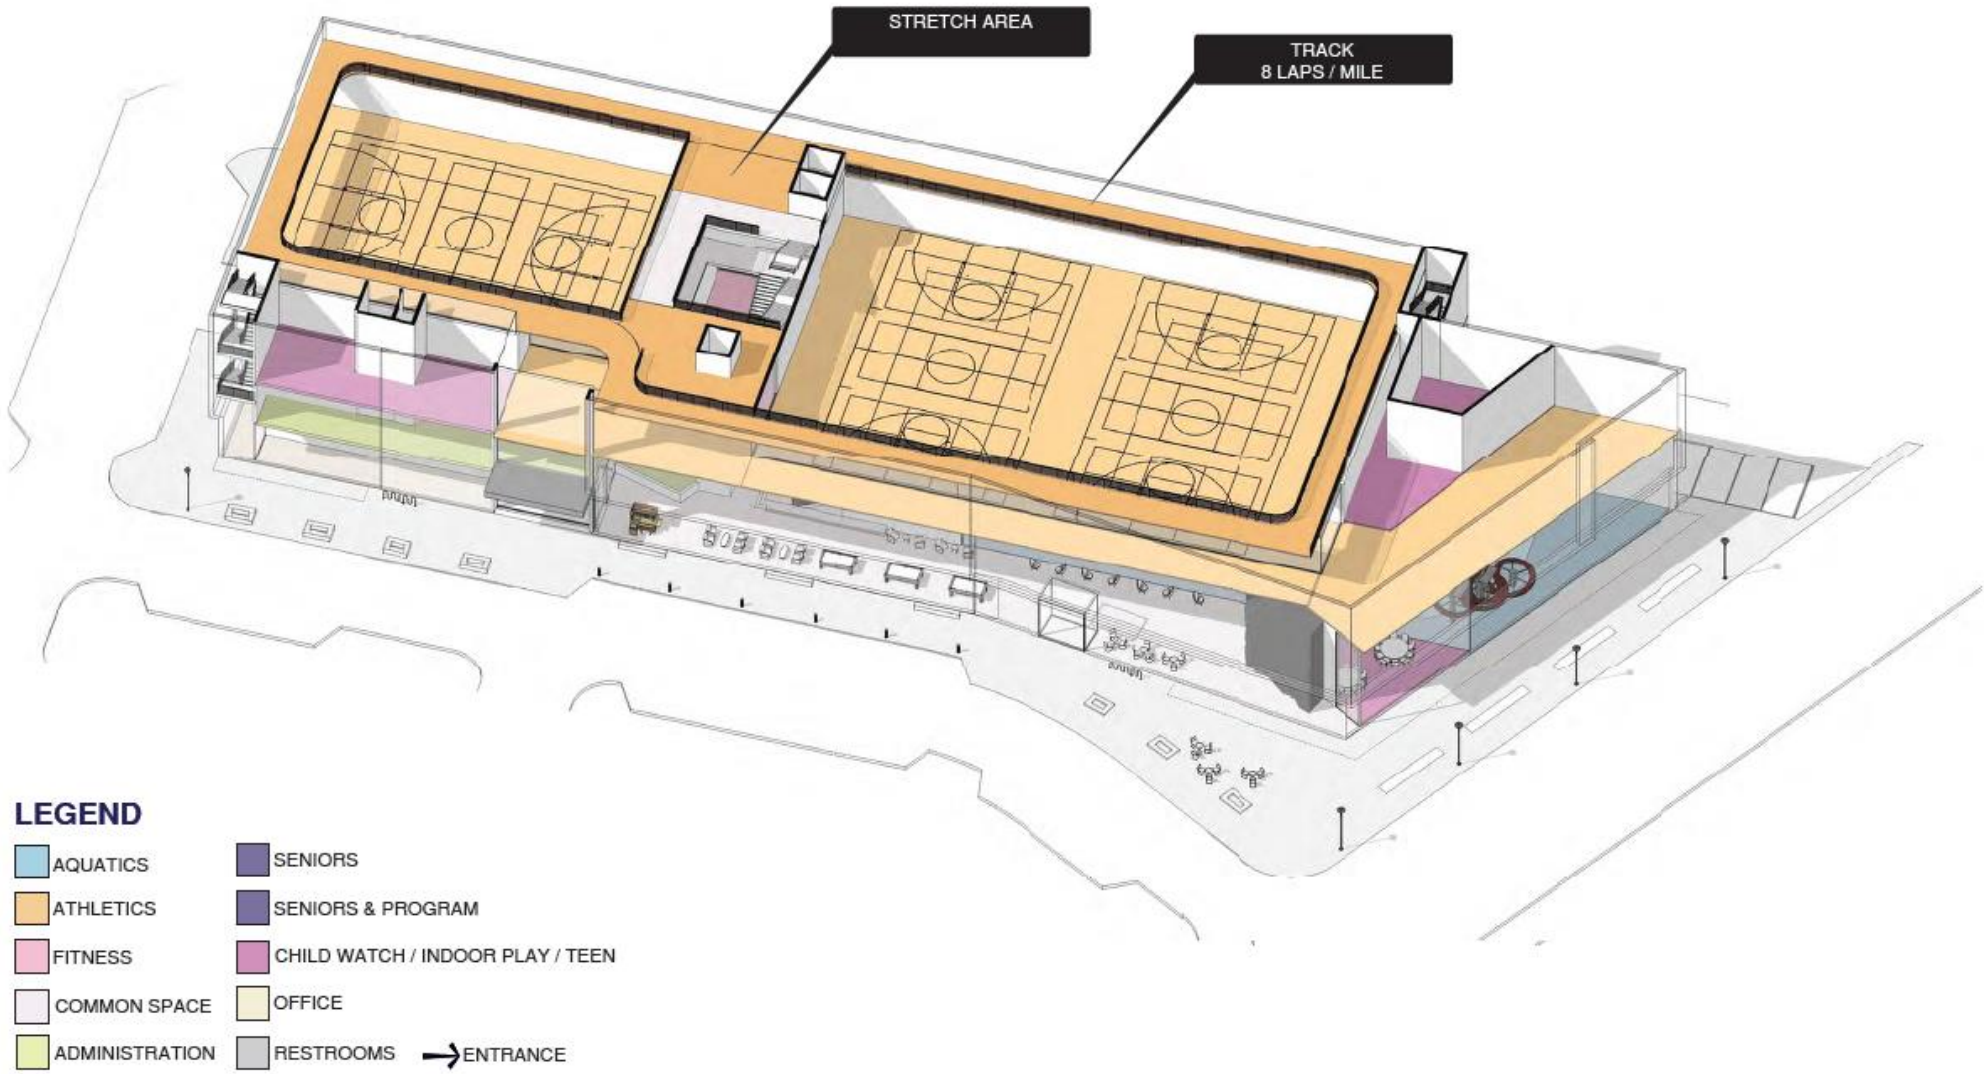 STRETCH AREA
TRACK
8 LAPS / MILE
LEGEND
AQUATICS
ATHLETICS
FITNESS
COMMON SPACE
ADMINISTRATION
SENIORS
SENIORS & PROGRAM
CHILD WATCH / INDOOR PLAY / TEEN
OFFICE
RESTROOMS
ENTRANCE